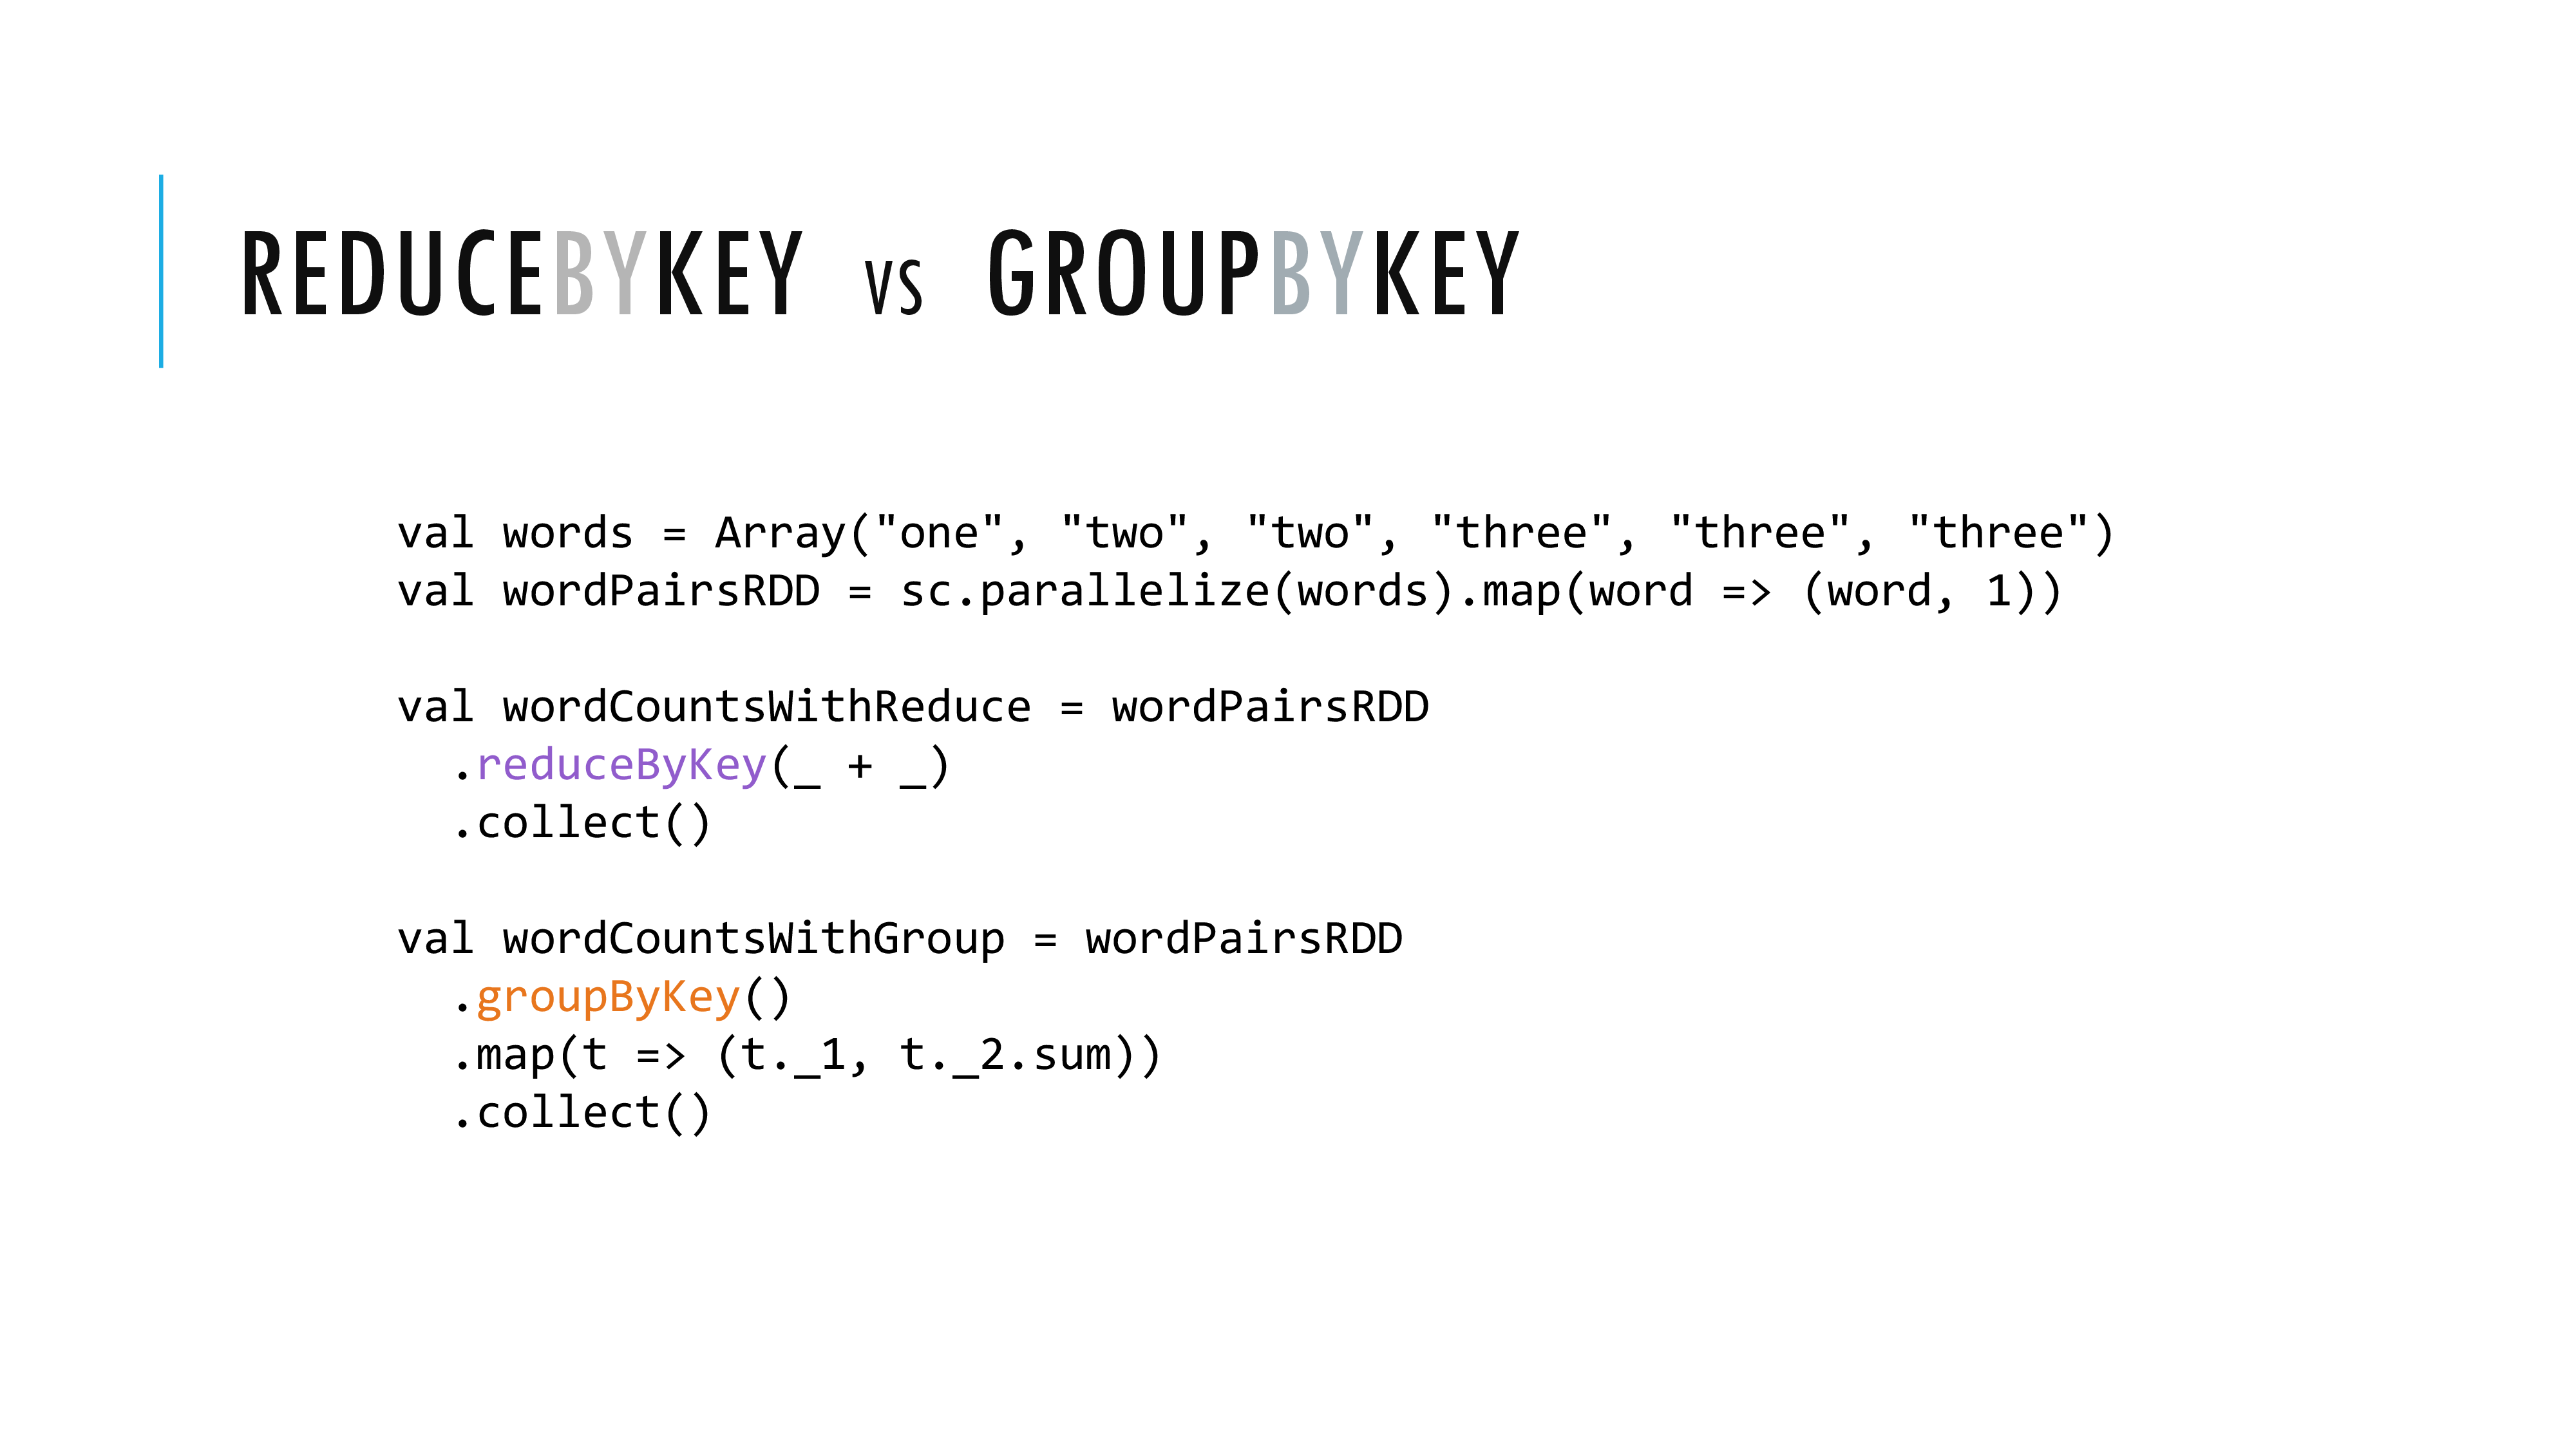 REDUCEBYKEY VS GROUPBYKEY
val words = Array("one", "two", "two", "three", "three", "three")
val wordPairsRDD = sc.parallelize(words).map(word => (word, 1))
val wordCountsWithReduce = wordPairsRDD
.reduceByKey(_ + _)
.collect()
val wordCountsWithGroup = wordPairsRDD
.groupByKey()
.map(t => (t._1, t._2.sum))
.collect()